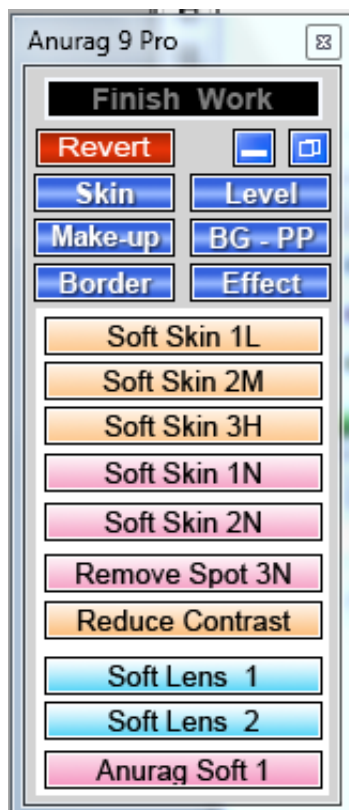 Anurag 9 Pro
Finish Work
Revert
Skin Level
Make-up BG - PP
Border Effect
Soft Skin 1L
Soft Skin 2M
Soft Skin 3H
Soft Skin 1N
Soft Skin 2N
Remove Spot 3N
Reduce Contrast
Soft Lens 1
Soft Lens 2
Anurag Soft 1